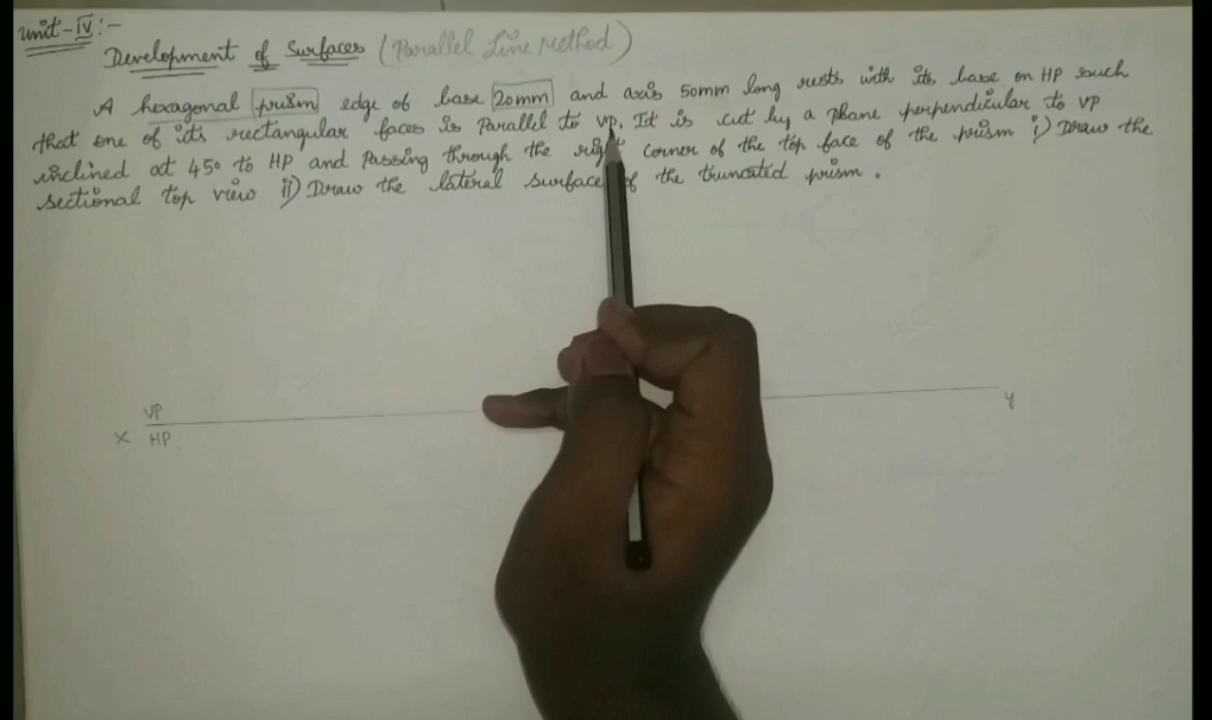 Unit-IV:-
Development of Surfaces (Parallel Line Method)
A hexagonal prism edge of base 20mm and axis 50mm long rests with its base on HP such
that one of its rectangular faces is Parallel to VP. It is cut by a plane perpendicular to VP
inclined at 45° to HP and Passing through the right corner of the top face of the prism i) Draw the
sectional top view ii) Draw the lateral surface of the truncated prism.
VP
X HP
y